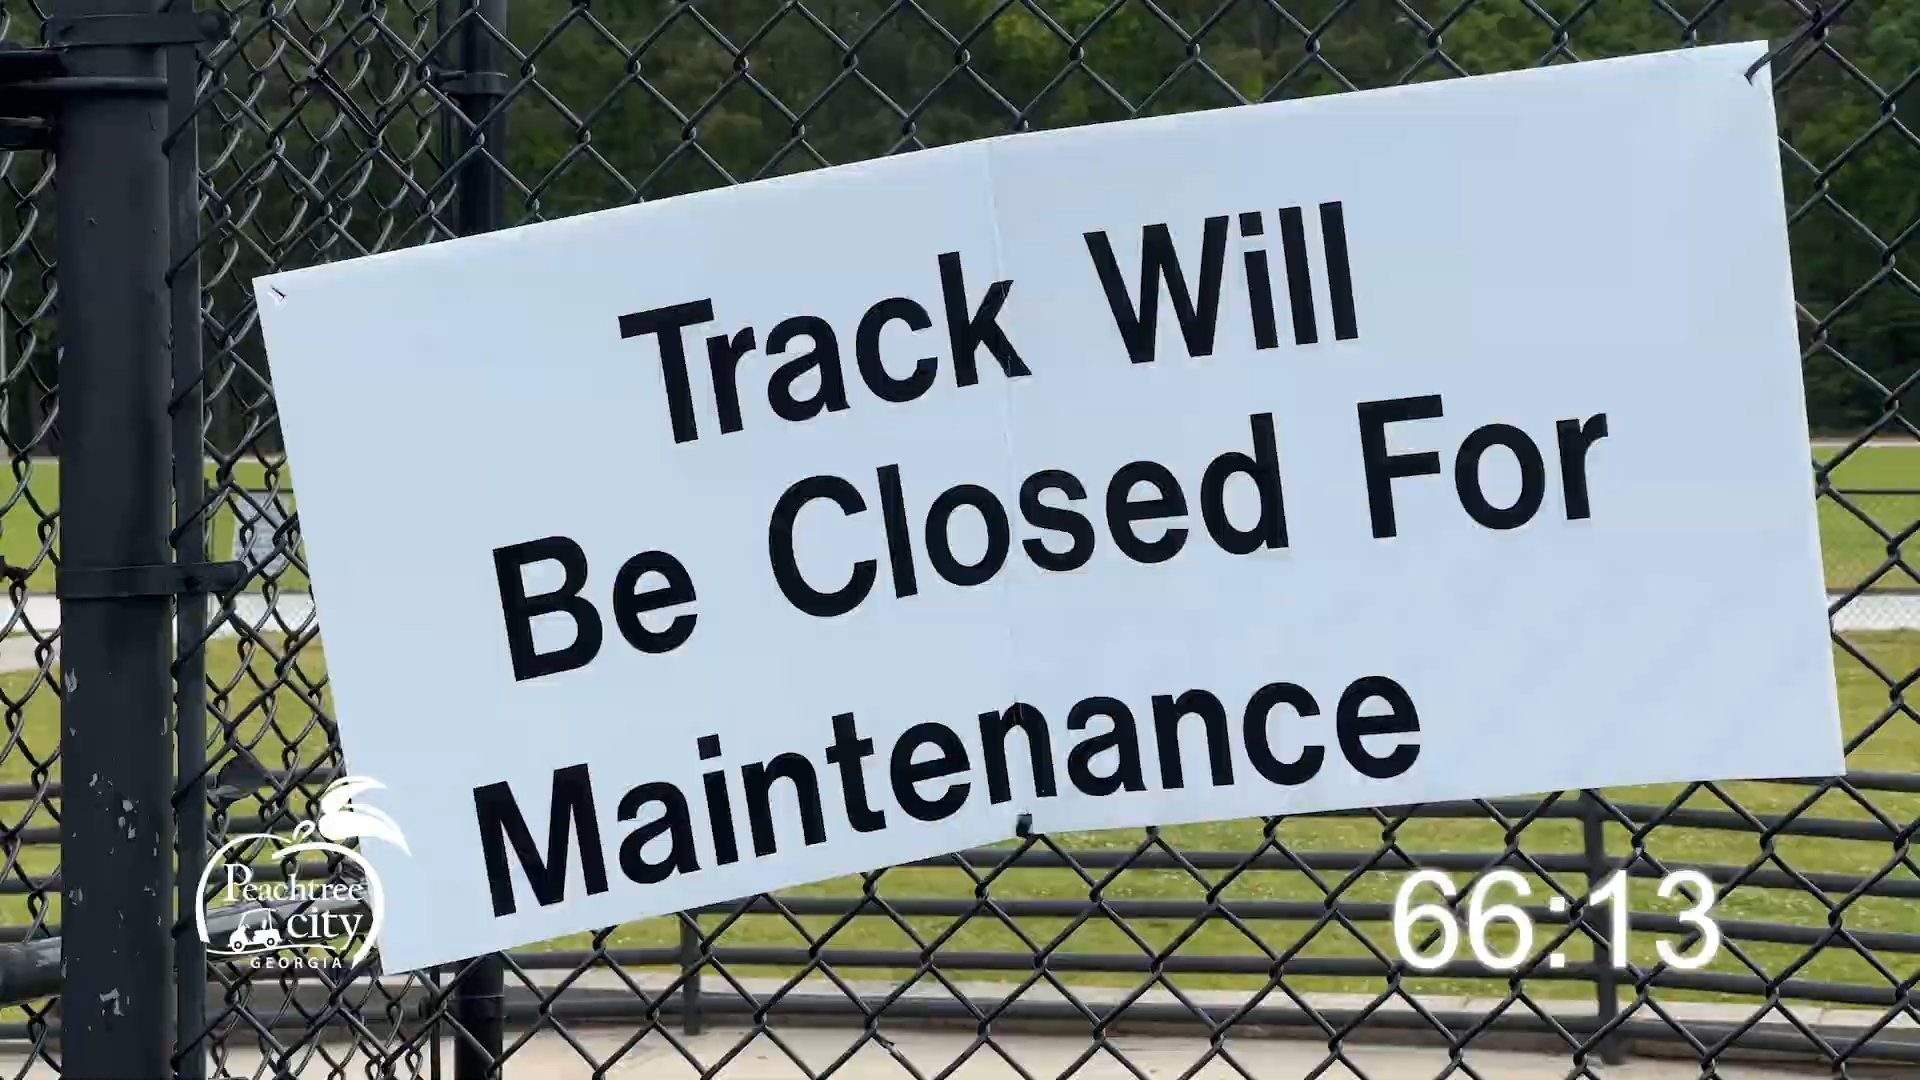 Track Will
Be Closed For
Maintenance
Peachtree
city
GEORGIA
66:13